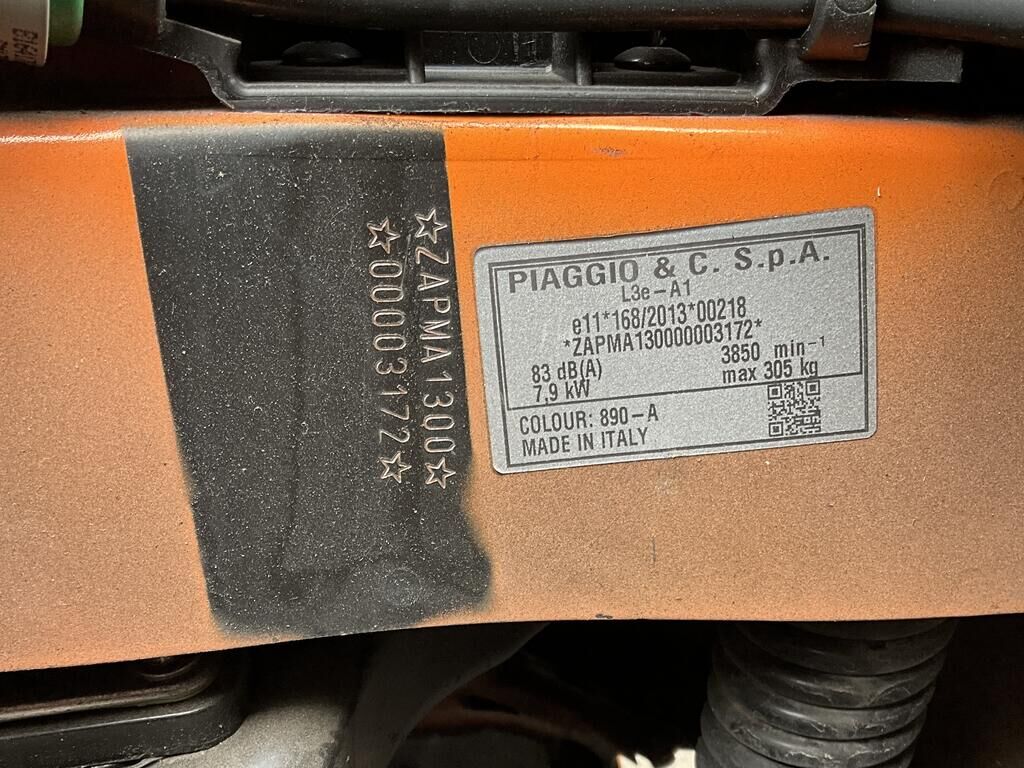 ☆ZAPMA1300☆
☆00003172☆
PIAGGIO & C. S.p.A.
L3e-A1
e11*168/2013*00218
*ZAPMA130000003172*
83 dB(A) 3850 min-¹
7,9 kW max 305 kg
COLOUR: 890-A
MADE IN ITALY